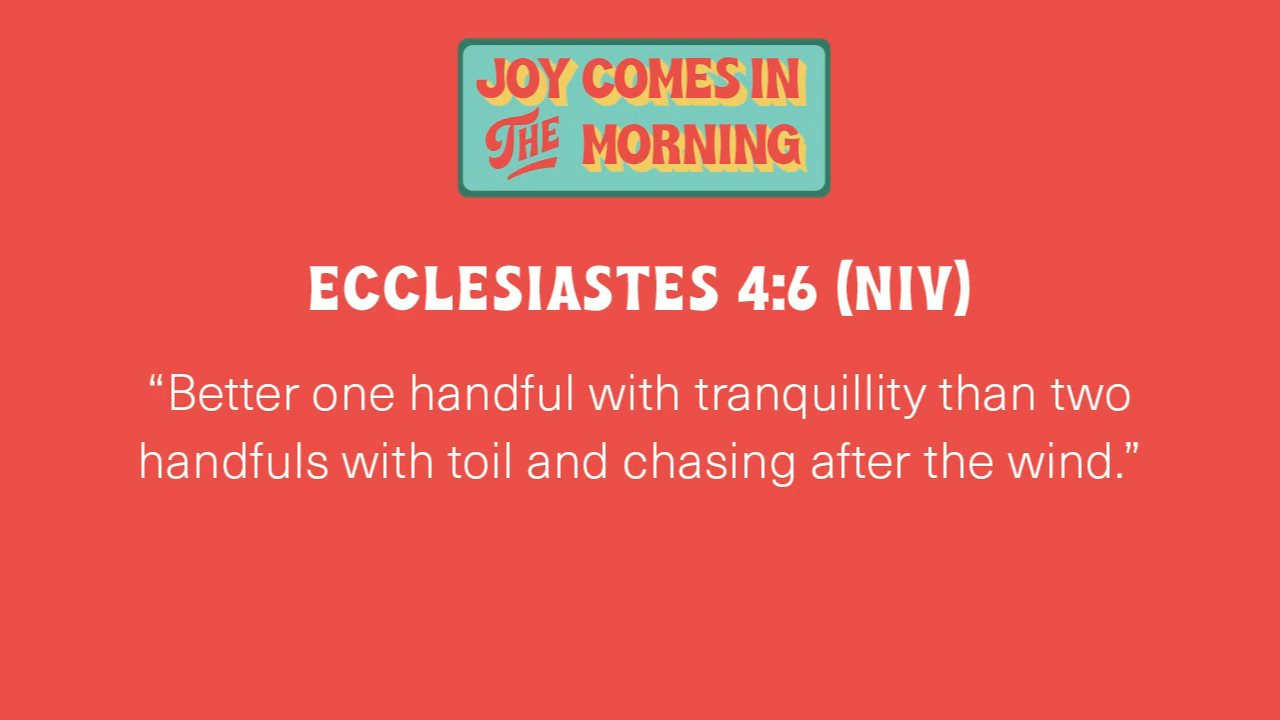 JOY COMES IN
THE MORNING
ECCLESIASTES 4:6 (NIV)
“Better one handful with tranquillity than two
handfuls with toil and chasing after the wind.”